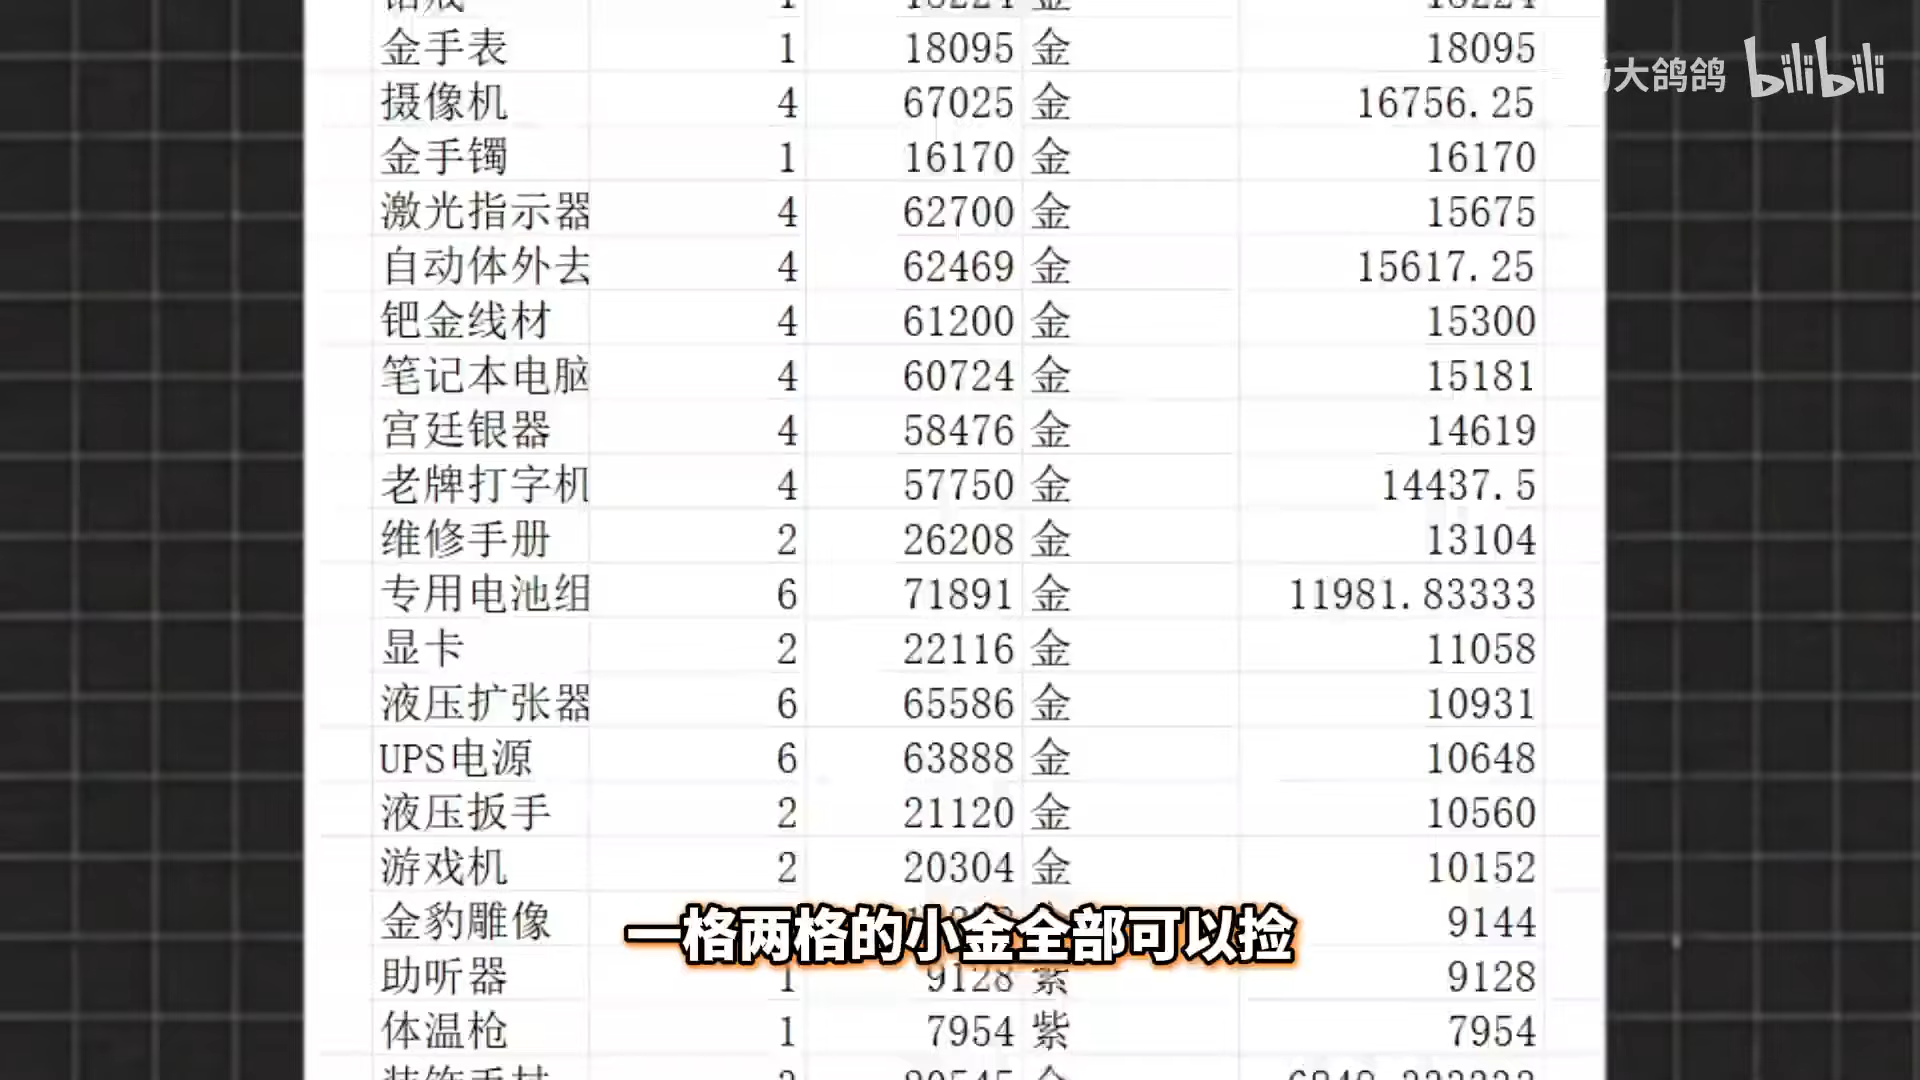 金手表 1 18095 金 18095
摄像机 4 67025 金 16756.25
大鸽鸽 bilibili
金手镯 1 16170 金 16170
激光指示器 4 62700 金 15675
自动体外去 4 62469 金 15617.25
钯金线材 4 61200 金 15300
笔记本电脑 4 60724 金 15181
宫廷银器 4 58476 金 14619
老牌打字机 4 57750 金 14437.5
维修手册 2 26208 金 13104
专用电池组 6 71891 金 11981.83333
显卡 2 22116 金 11058
液压扩张器 6 65586 金 10931
UPS电源 6 63888 金 10648
液压扳手 2 21120 金 10560
游戏机 2 20304 金 10152
金豹雕像 9144
一格两格的小金全部可以捡
助听器 1 9128 紫 9128
体温枪 1 7954 紫 7954